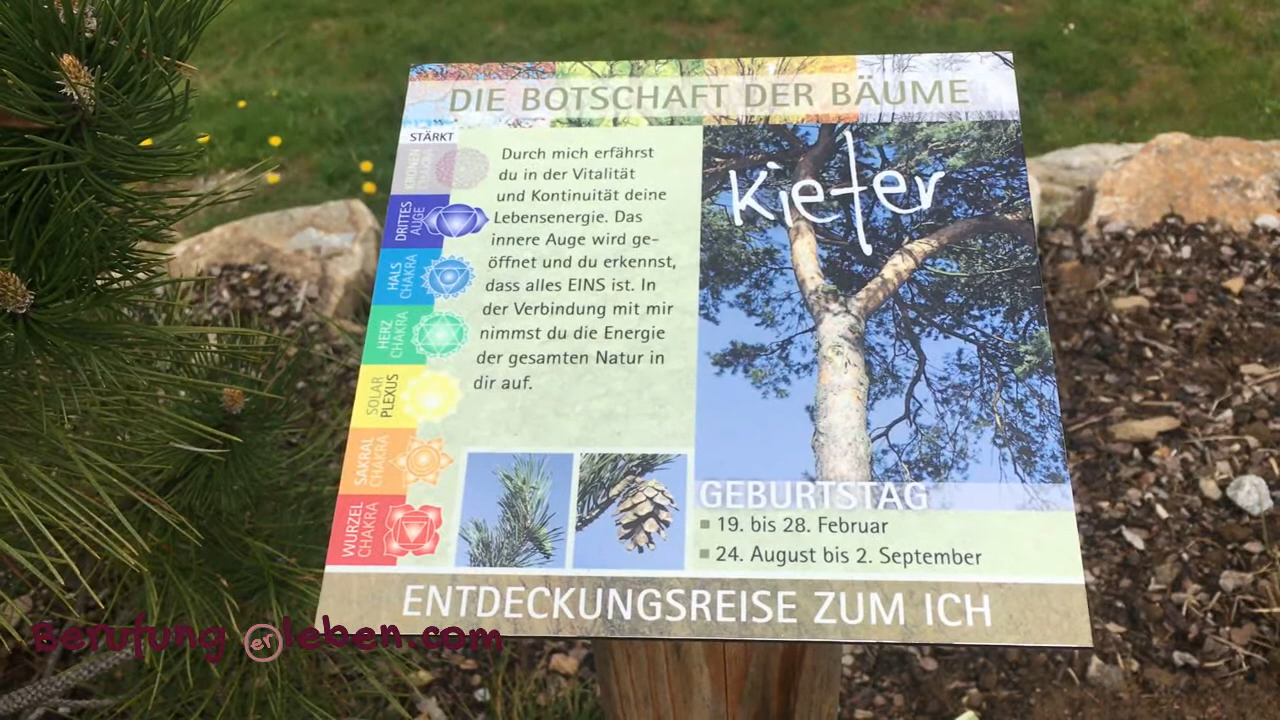 DIE BOTSCHAFT DER BÄUME
STÄRKT
KRONEN
CHAKRA
DRITTES
AUGE
HALS
CHAKRA
HERZ
CHAKRA
SOLAR
PLEXUS
SAKRAL
CHAKRA
WURZEL
CHAKRA
Durch mich erfährst
du in der Vitalität
und Kontinuität deine
Lebensenergie. Das
innere Auge wird ge-
öffnet und du erkennst,
dass alles EINS ist. In
der Verbindung mit mir
nimmst du die Energie
der gesamten Natur in
dir auf.
Kiefer
GEBURTSTAG
19. bis 28. Februar
24. August bis 2. September
ENTDECKUNGSREISE ZUM ICH
Berufung erleben.com